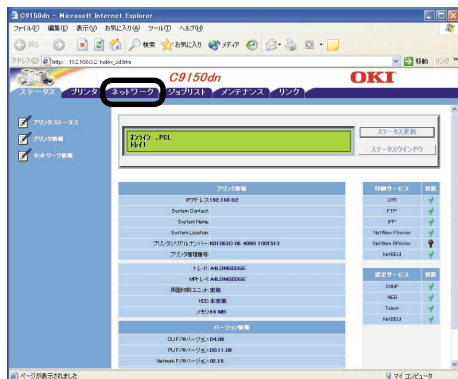 C9150dn - Microsoft Internet Explorer
ファイル(F) 編集(E) 表示(V) お気に入り(A) ツール(T) ヘルプ(H)
戻る 検索 お気に入り メディア
アドレス(D) http://192.168.0.2/index_ad.htm 移動 リンク
C9150dn
OKI
ステータス プリンタ ネットワーク ジョブリスト メンテナンス リンク
プリンタステータス
プリンタ情報
ネットワーク情報
オンライン .PCL
トレイ1
ステータス更新
ステータスウインドウ
プリンタ情報
IPアドレス:192.168.0.2
System Contact:
System Name:
System Location:
プリンタシリアルナンバー:
プリンタ管理番号:
トレイ1:A4LONGEDGE
MPトレイ:A4LONGEDGE
両面印刷ユニット:実装
HDD:未実装
メモリ:64 MB
バージョン情報
CU F/Wバージョン:04.08
PU F/Wバージョン:00.11.08
Network F/Wバージョン:02.15
印刷サービス 状態
LPR
FTP
IPP
NetWare PServer
NetWare RPrinter
NetBEUI
設定サービス 状態
SNMP
WEB
Telnet
NetBEUI
ページが表示されました
マイ コンピュータ